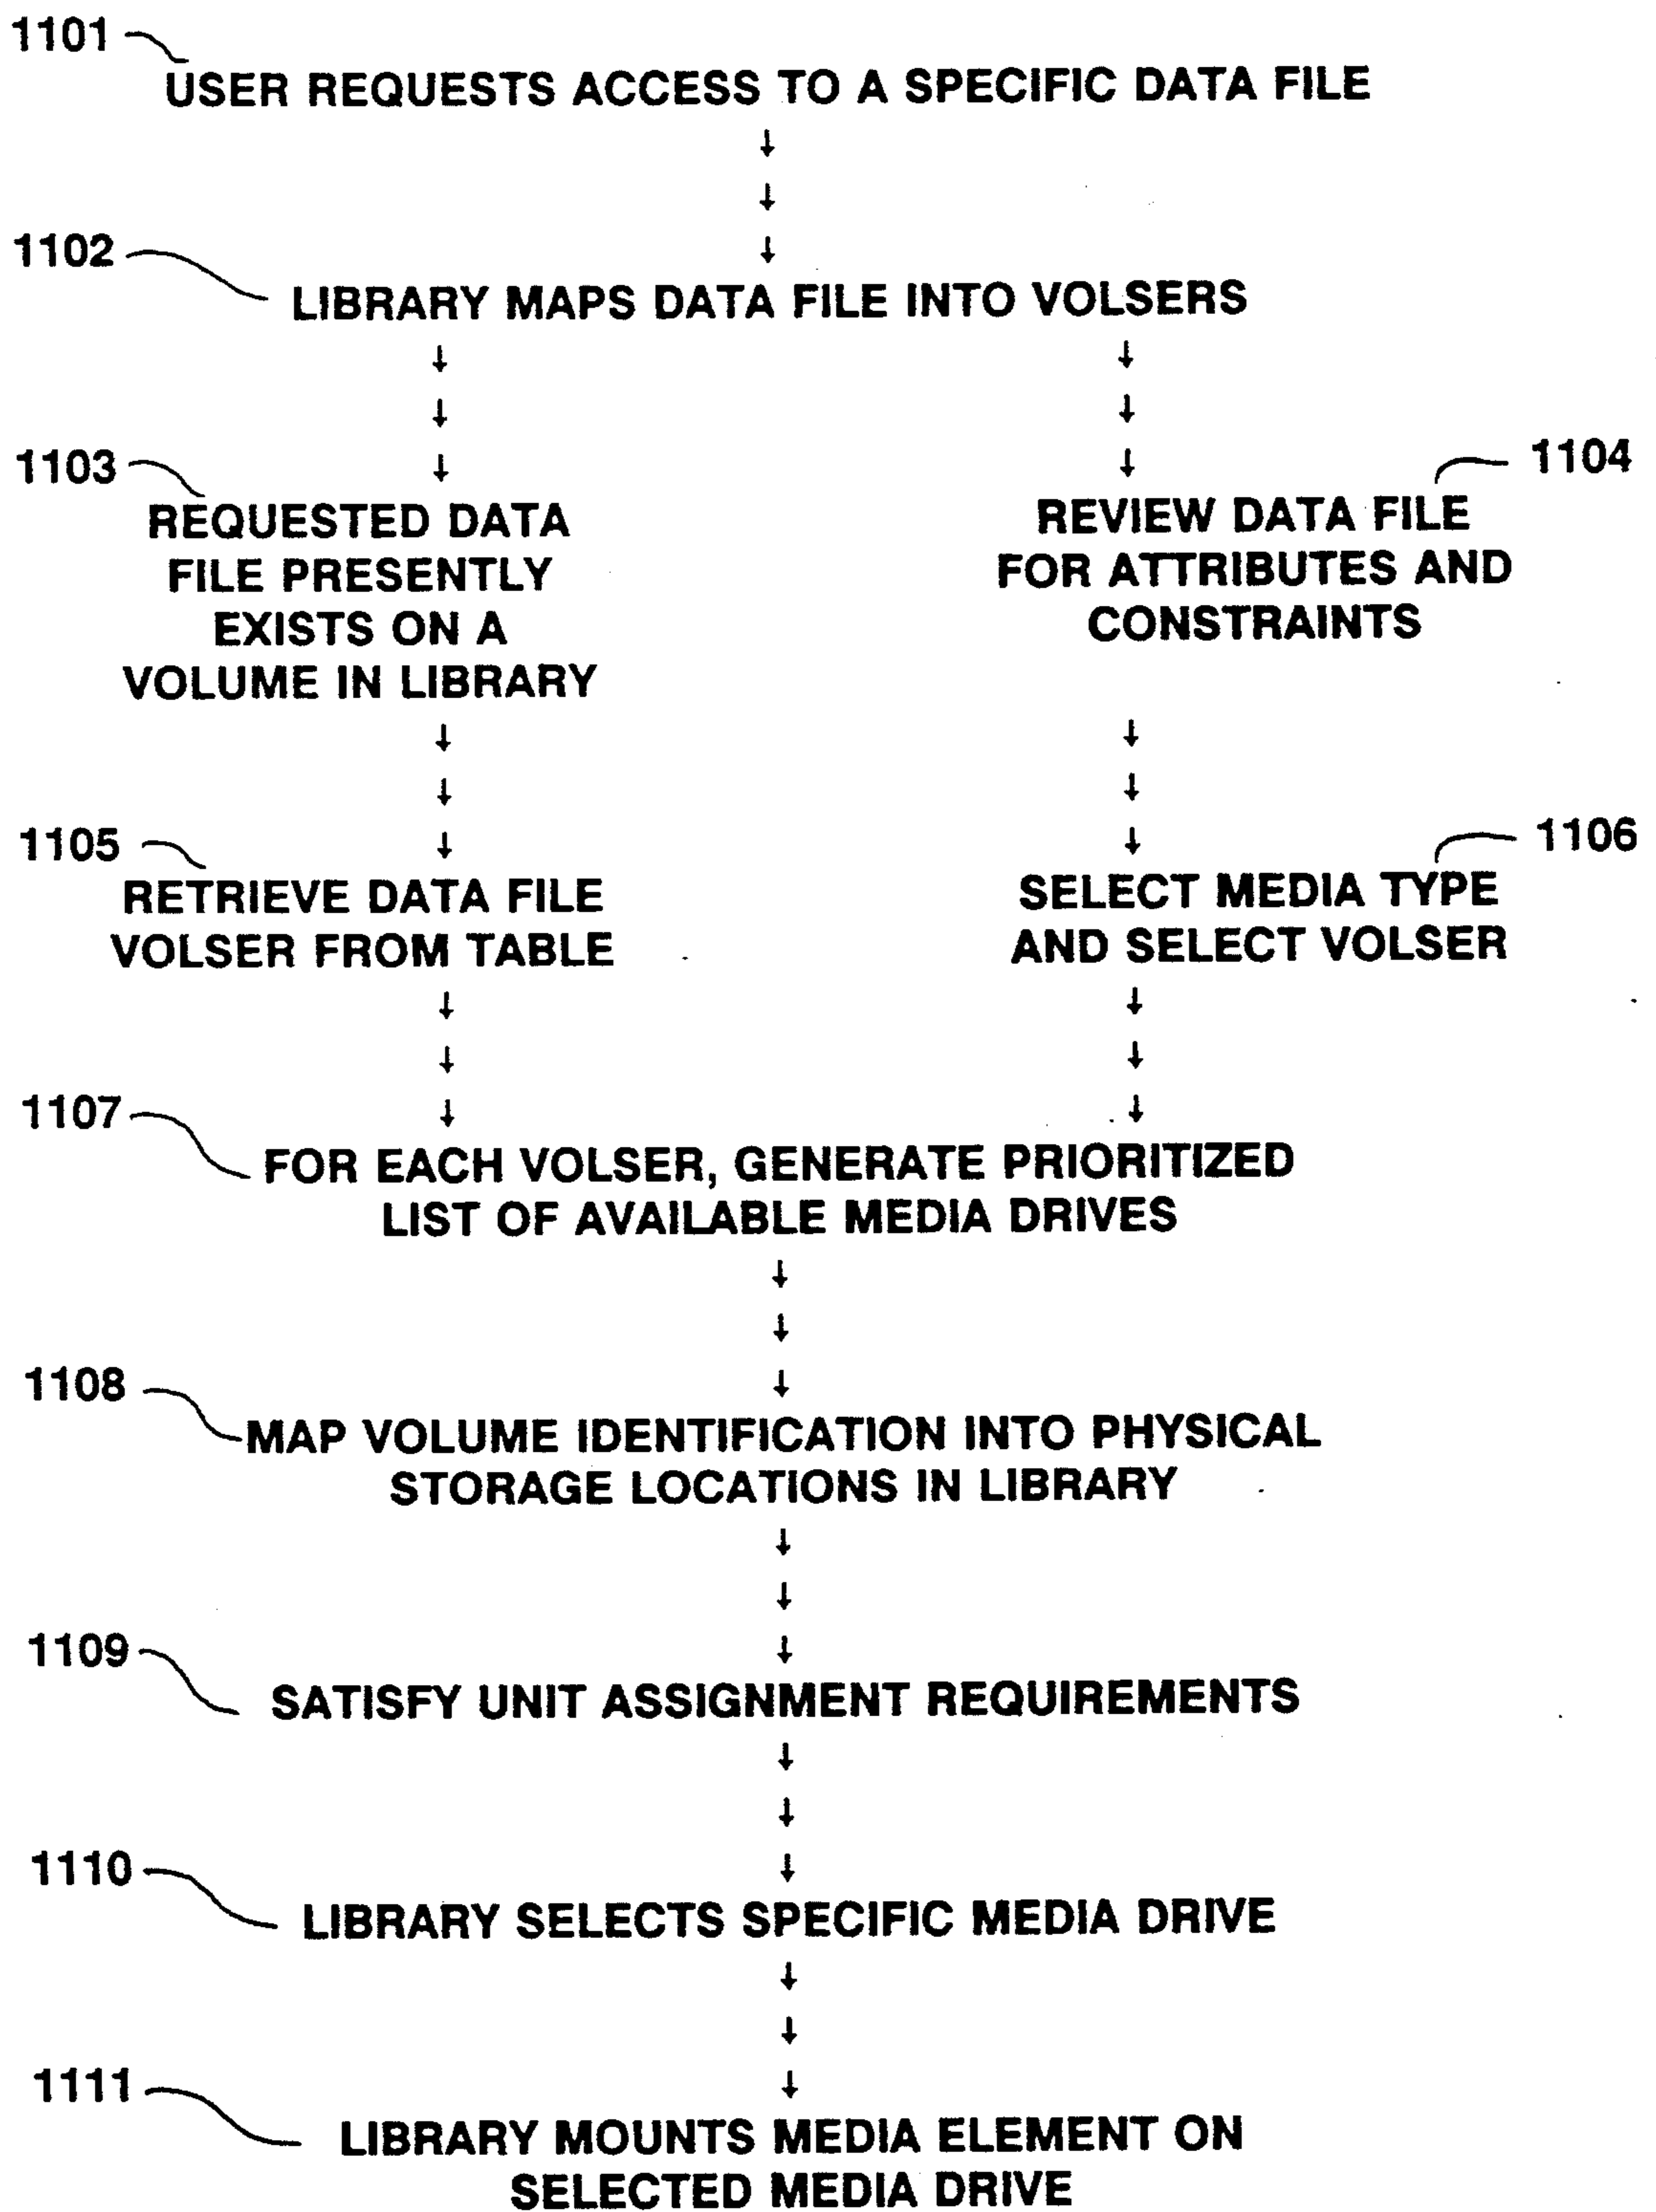 1101
USER REQUESTS ACCESS TO A SPECIFIC DATA FILE
1102
LIBRARY MAPS DATA FILE INTO VOLSERS
1103
REQUESTED DATA
FILE PRESENTLY
EXISTS ON A
VOLUME IN LIBRARY
1104
REVIEW DATA FILE
FOR ATTRIBUTES AND
CONSTRAINTS
1105
RETRIEVE DATA FILE
VOLSER FROM TABLE
1106
SELECT MEDIA TYPE
AND SELECT VOLSER
1107
FOR EACH VOLSER, GENERATE PRIORITIZED
LIST OF AVAILABLE MEDIA DRIVES
1108
MAP VOLUME IDENTIFICATION INTO PHYSICAL
STORAGE LOCATIONS IN LIBRARY
1109
SATISFY UNIT ASSIGNMENT REQUIREMENTS
1110
LIBRARY SELECTS SPECIFIC MEDIA DRIVE
1111
LIBRARY MOUNTS MEDIA ELEMENT ON
SELECTED MEDIA DRIVE